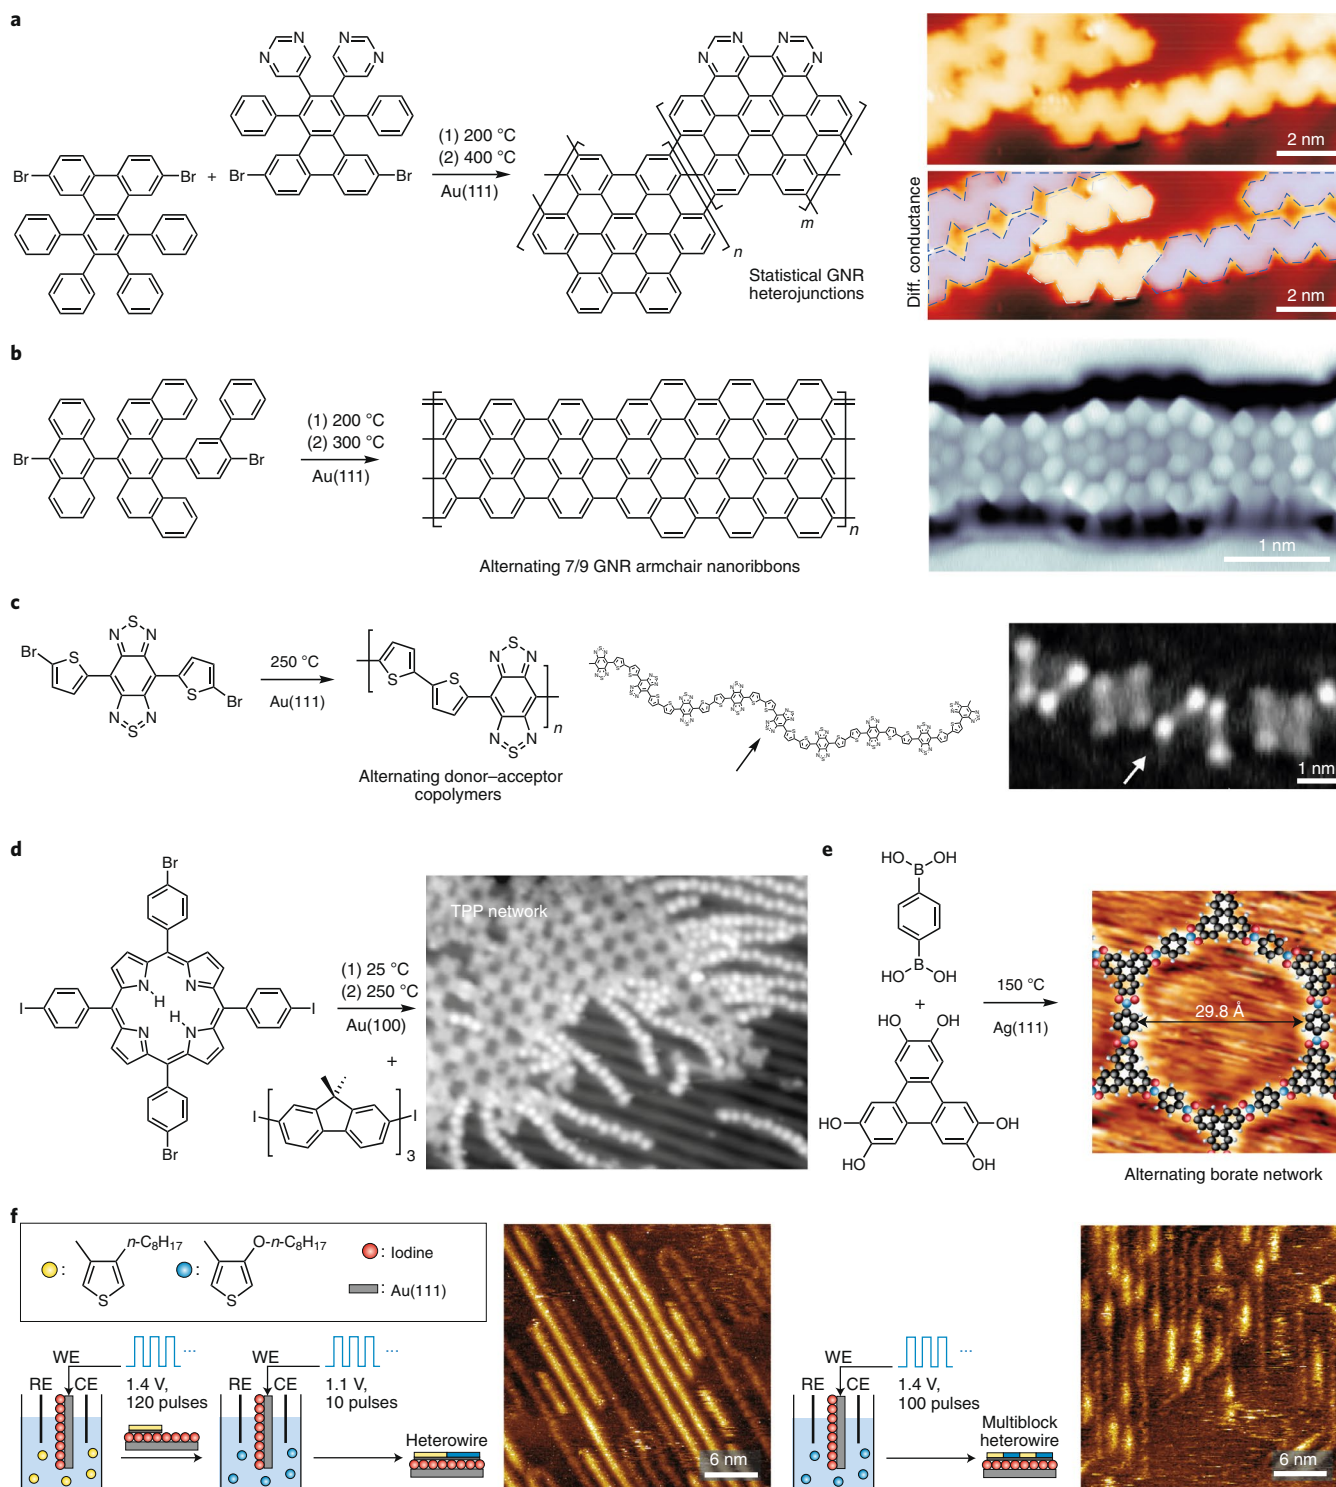 a
N
N
N
N
Br
Br
+
Br
Br
(1) 200 °C
(2) 400 °C
Au(111)
N
N
N
N
m
n
Statistical GNR
heterojunctions
2 nm
Diff. conductance
2 nm
b
Br
Br
(1) 200 °C
(2) 300 °C
Au(111)
n
Alternating 7/9 GNR armchair nanoribbons
1 nm
c
Br
S
N
S
N
N
S
N
S
Br
250 °C
Au(111)
S
S
N
S
N
N
S
N
n
Alternating donor–acceptor
copolymers
1 nm
d
Br
I
N
H
N
H
N
N
I
Br
(1) 25 °C
(2) 250 °C
Au(100)
+
I
I
3
TPP network
e
HO
OH
B
B
HO
OH
+
HO
OH
HO
OH
HO
OH
150 °C
Ag(111)
29.8 Å
Alternating borate network
f
: n-C8H17
S
: O-n-C8H17
S
: Iodine
: Au(111)
WE
RE
CE
...
1.4 V,
120 pulses
WE
RE
CE
...
1.1 V,
10 pulses
Heterowire
6 nm
WE
RE
CE
...
1.4 V,
100 pulses
Multiblock
heterowire
6 nm